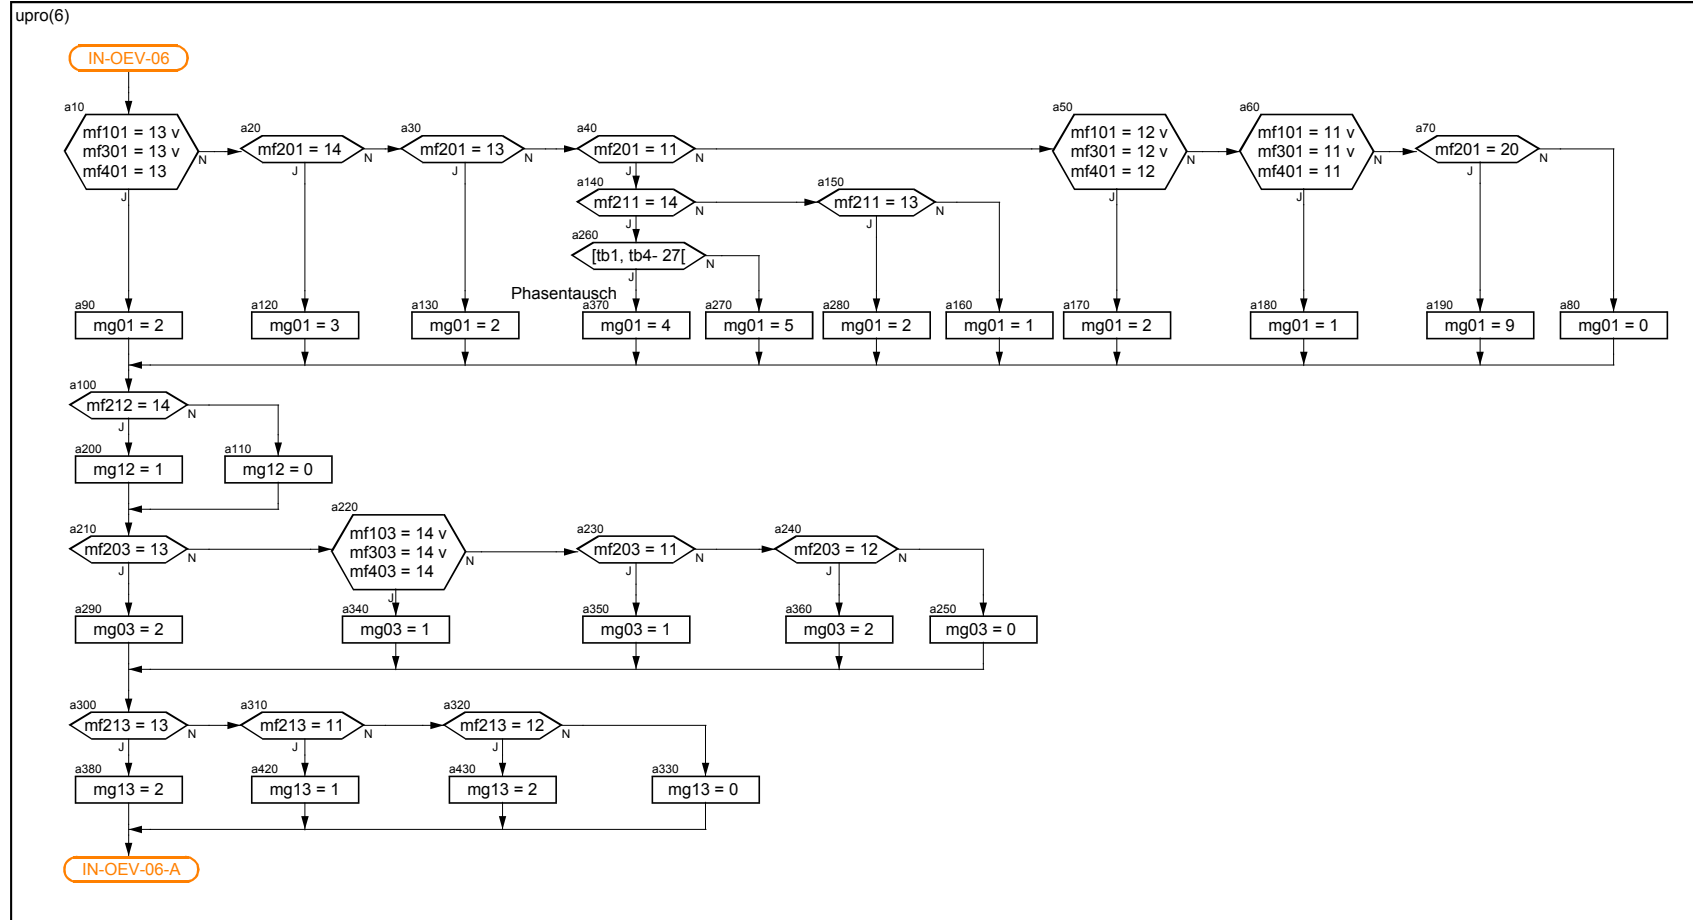 upro(6)
IN-OEV-06
a10
mf101 = 13 v
mf301 = 13 v
mf401 = 13
N
J
a20
mf201 = 14
N
J
a30
mf201 = 13
N
J
a40
mf201 = 11
N
J
a50
mf101 = 12 v
mf301 = 12 v
mf401 = 12
N
J
a60
mf101 = 11 v
mf301 = 11 v
mf401 = 11
N
J
a70
mf201 = 20
N
J
a140
mf211 = 14
N
J
a150
mf211 = 13
N
J
a260
[tb1, tb4- 27[
N
J
Phasentausch
a90
mg01 = 2
a120
mg01 = 3
a130
mg01 = 2
a370
mg01 = 4
a270
mg01 = 5
a280
mg01 = 2
a160
mg01 = 1
a170
mg01 = 2
a180
mg01 = 1
a190
mg01 = 9
a80
mg01 = 0
a100
mf212 = 14
N
J
a200
mg12 = 1
a110
mg12 = 0
a210
mf203 = 13
N
J
a220
mf103 = 14 v
mf303 = 14 v
mf403 = 14
N
J
a230
mf203 = 11
N
J
a240
mf203 = 12
N
J
a290
mg03 = 2
a340
mg03 = 1
a350
mg03 = 1
a360
mg03 = 2
a250
mg03 = 0
a300
mf213 = 13
N
J
a310
mf213 = 11
N
J
a320
mf213 = 12
N
J
a380
mg13 = 2
a420
mg13 = 1
a430
mg13 = 2
a330
mg13 = 0
IN-OEV-06-A